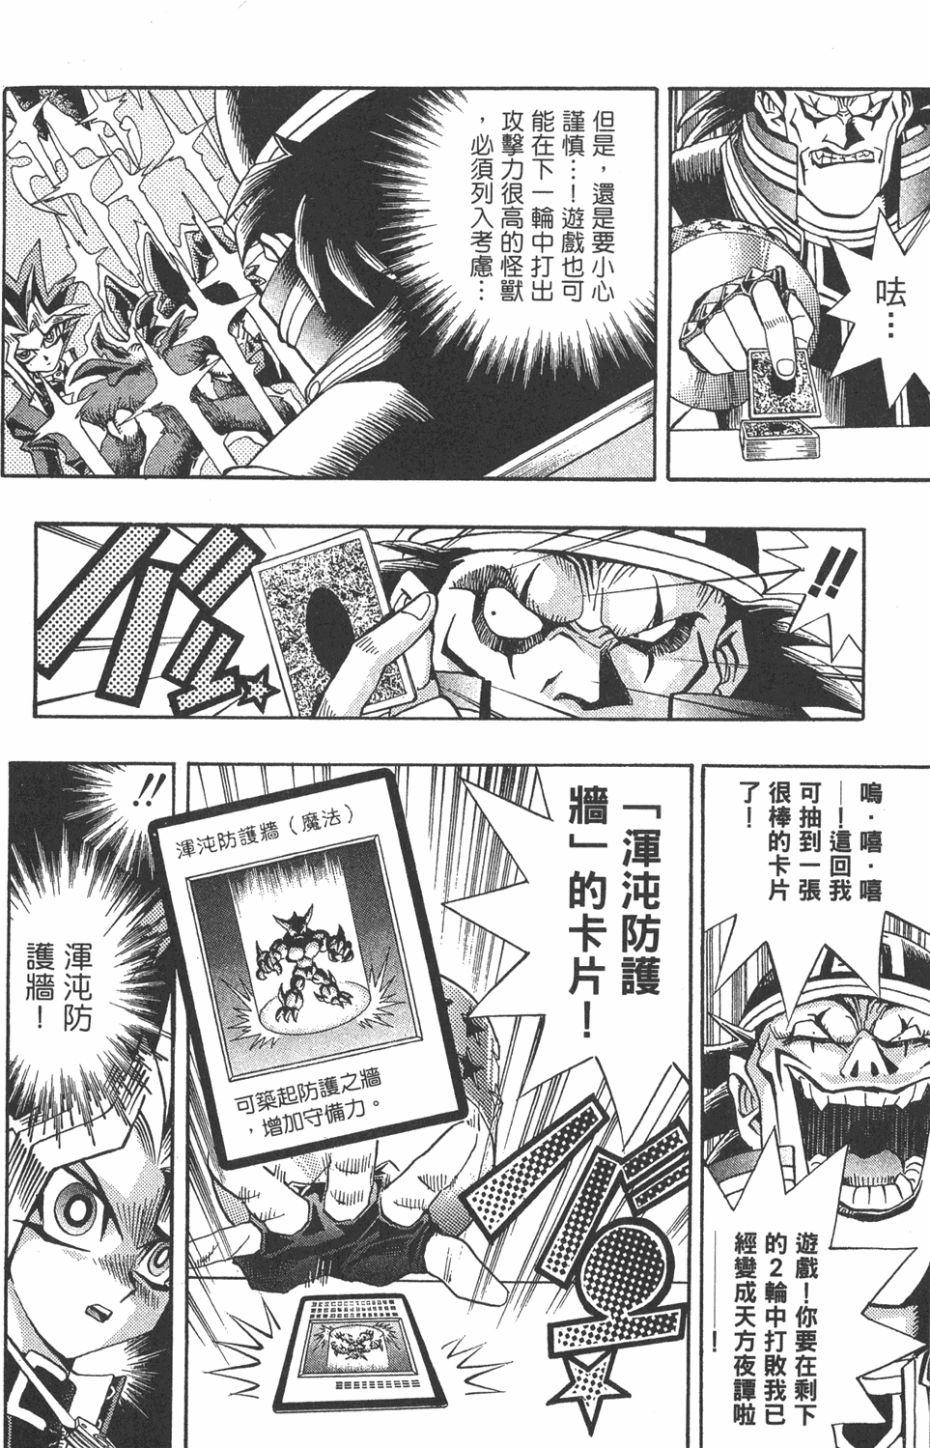 呿…
但是，還是要小心
謹慎…！遊戲也可
能在下一輪中打出
攻擊力很高的怪獸
，必須列入考慮…
!!
バ
バ
ッ
嗚．嘻．嘻
──！這回我
可抽到一張
很棒的卡片
了！
遊戲！你要在剩下
的2輪中打敗我已
經變成天方夜譚啦
──！
「渾沌防護
牆」的卡片！
渾沌防護牆（魔法）
可築起防護之牆
，增加守備力。
!!
渾沌防
護牆！